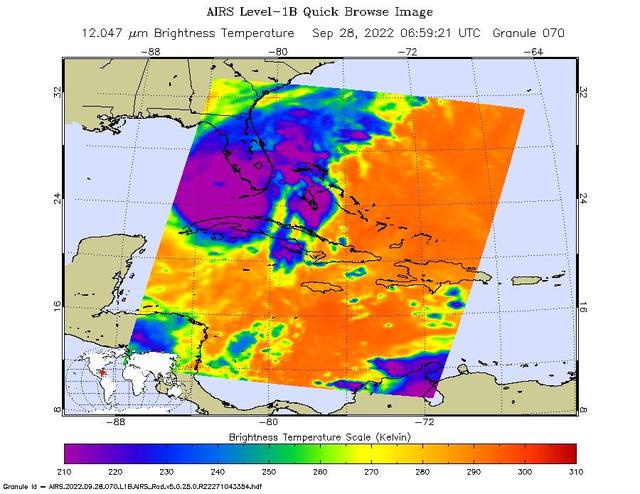 AIRS Level-1B Quick Browse Image
12.047 μm Brightness Temperature Sep 28, 2022 06:59:21 UTC Granule 070
-88 -80 -72 -64
32 32
24 24
16 16
8 8
-88 -80 -72
Brightness Temperature Scale (Kelvin)
210 220 230 240 250 260 270 280 290 300 310
Granule Id = AIRS.2022.09.28.070.L1B.AIRS_Rad.v5.0.25.0.R22271043354.hdf